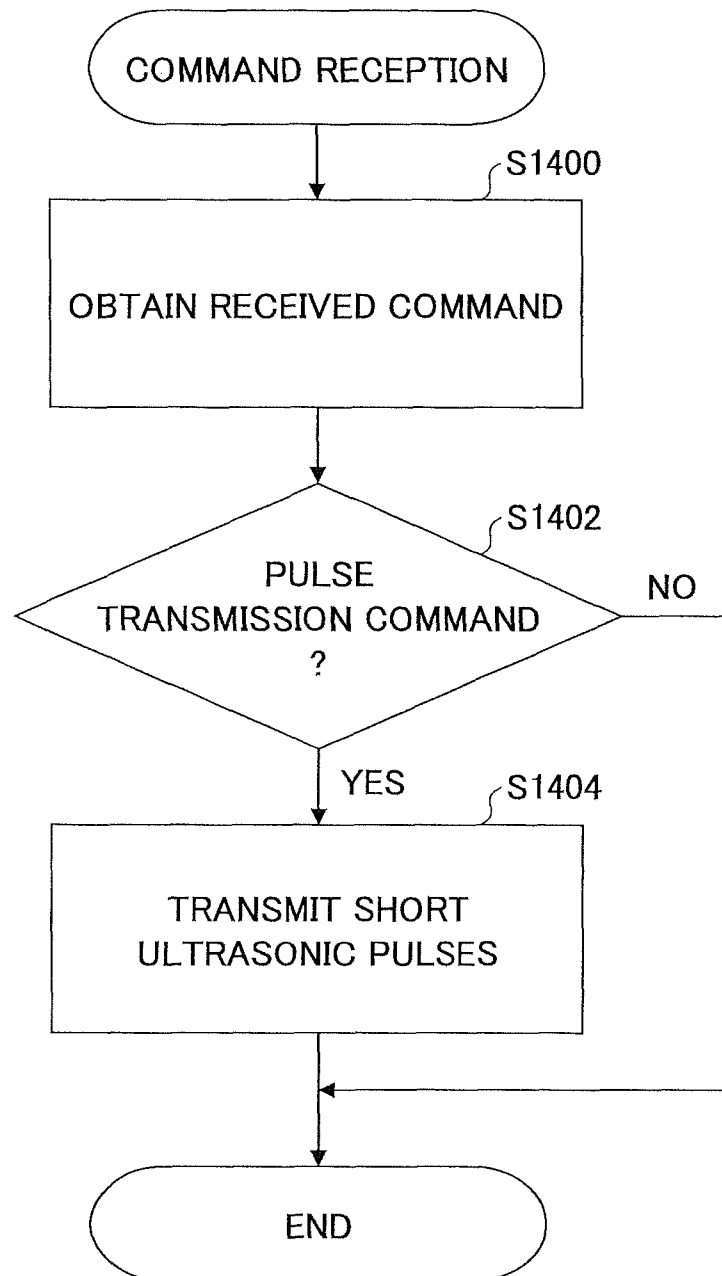 COMMAND RECEPTION
S1400
OBTAIN RECEIVED COMMAND
S1402
PULSE
TRANSMISSION COMMAND
?
NO
YES
S1404
TRANSMIT SHORT
ULTRASONIC PULSES
END